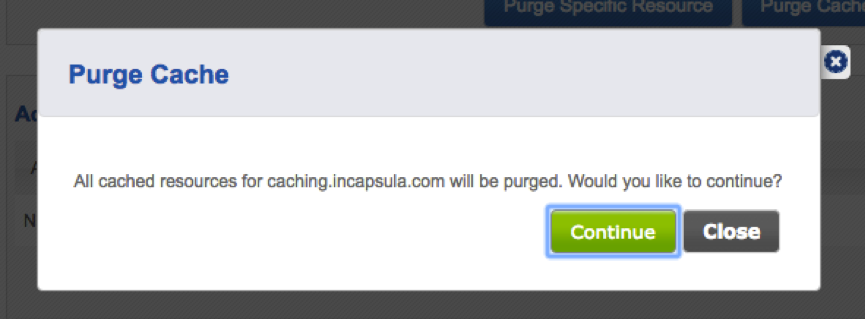 Purge Specific Resource
Purge Cache
Purge Cache
All cached resources for caching.incapsula.com will be purged. Would you like to continue?
Continue
Close